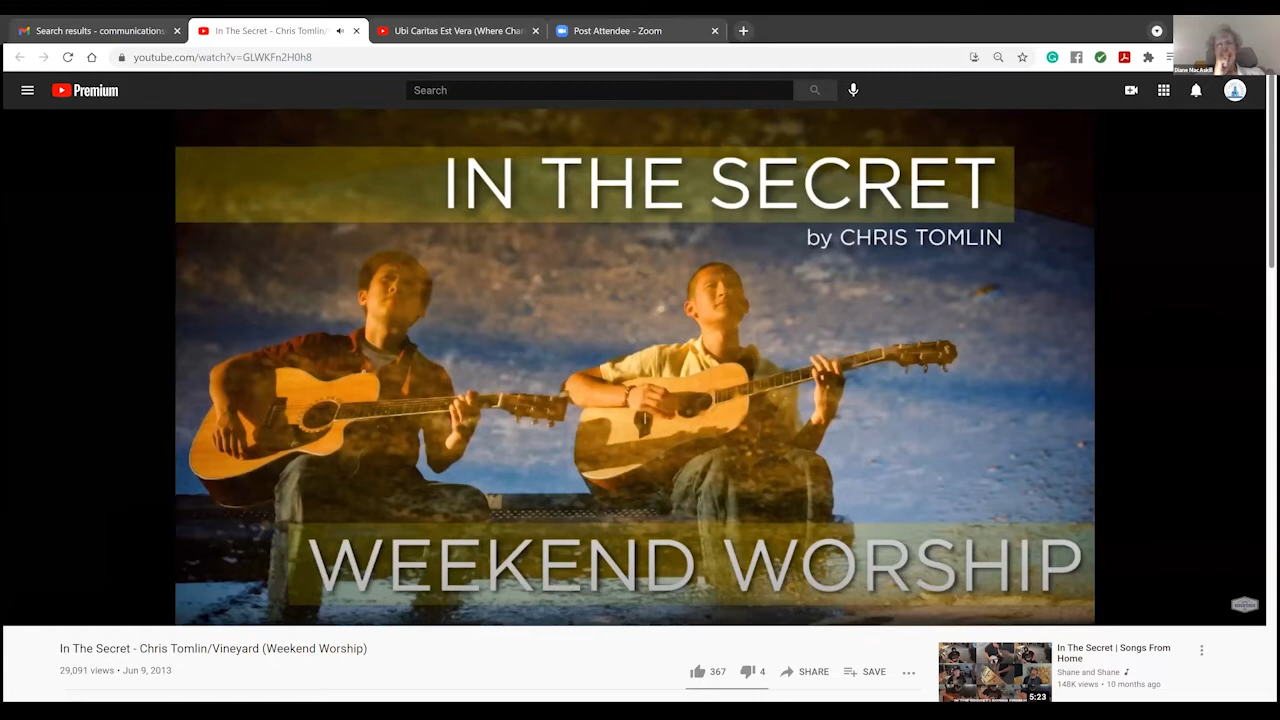 Search results - communications
In The Secret - Chris Tomlin/
Ubi Caritas Est Vera (Where Char
Post Attendee - Zoom
youtube.com/watch?v=GLWKFn2H0h8
Diane MacAskill
Premium
Search
IN THE SECRET
by CHRIS TOMLIN
WEEKEND WORSHIP
In The Secret - Chris Tomlin/Vineyard (Weekend Worship)
29,091 views • Jun 9, 2013
367
4
SHARE
SAVE
In The Secret | Songs From
Home
Shane and Shane
148K views • 10 months ago
5:23